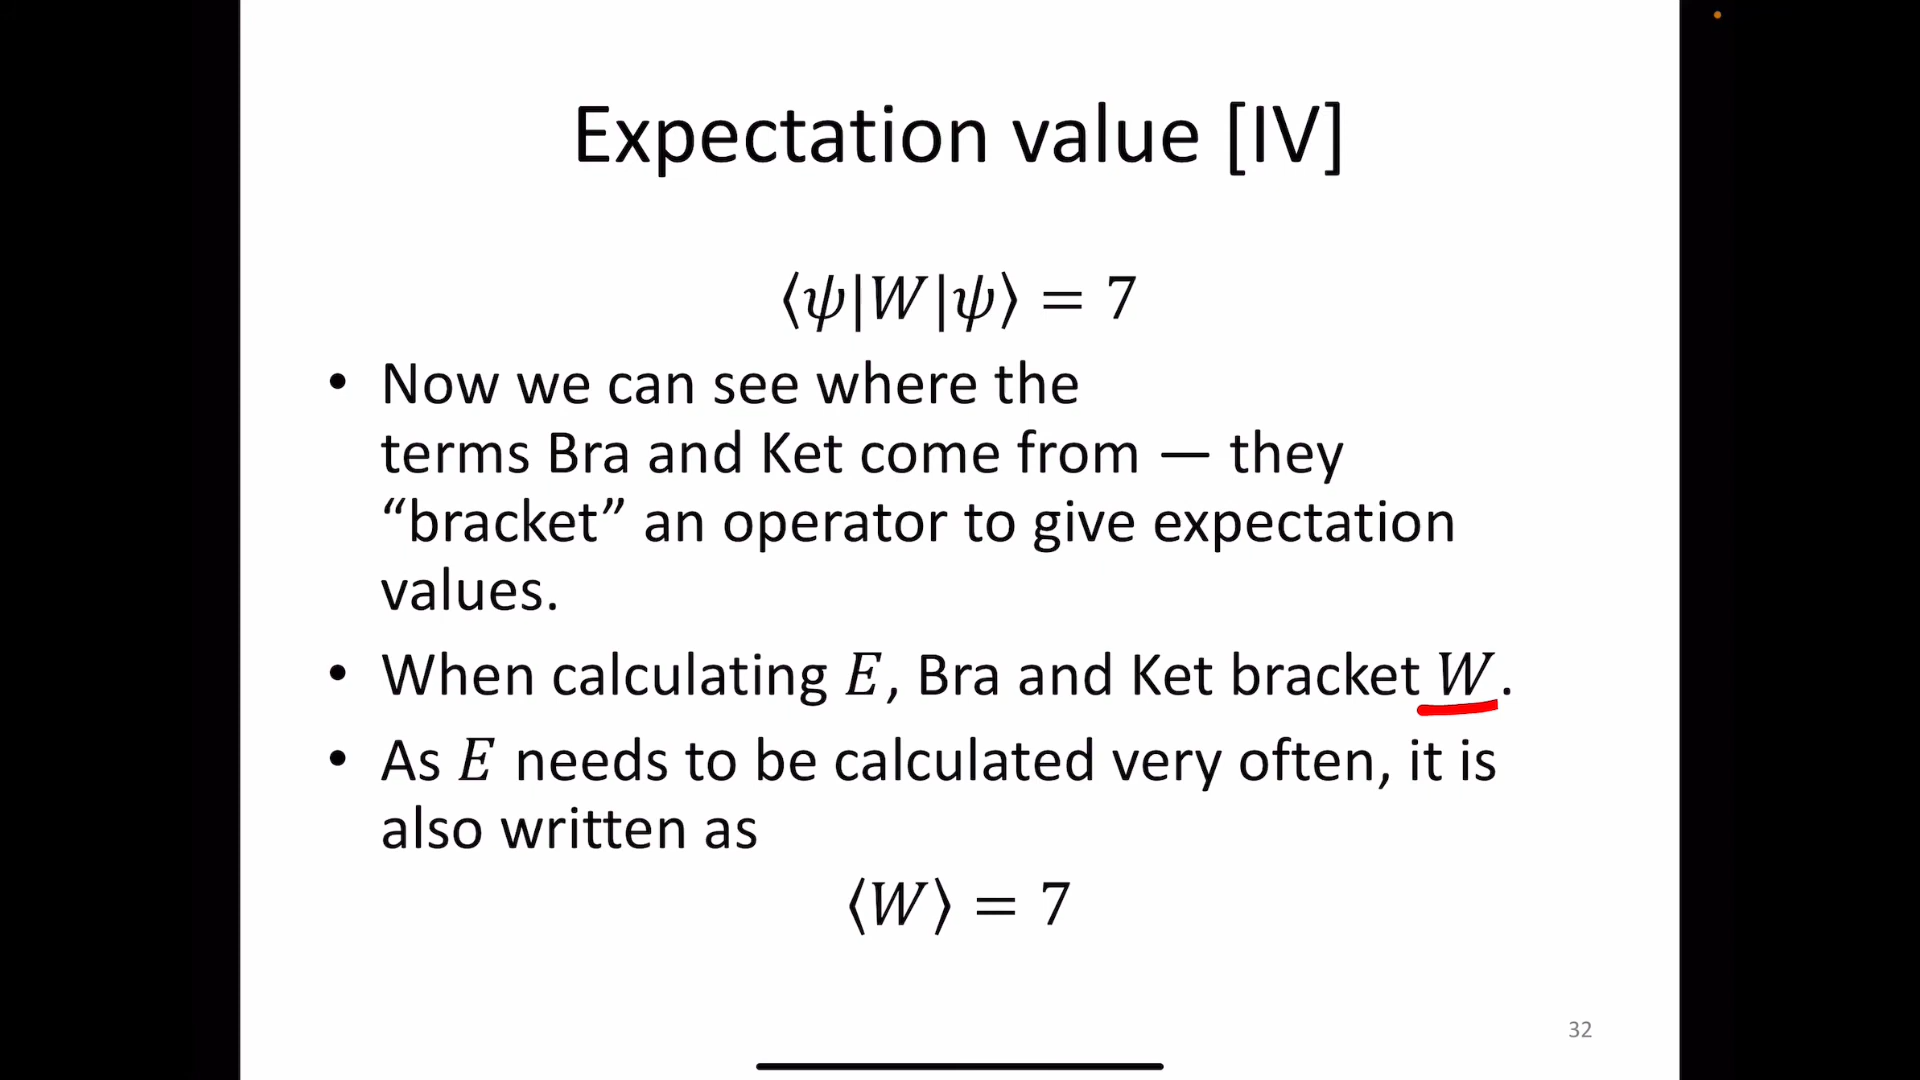 Expectation value [IV]
⟨ψ|W|ψ⟩ = 7
• Now we can see where the
terms Bra and Ket come from — they
“bracket” an operator to give expectation
values.
• When calculating E, Bra and Ket bracket W.
• As E needs to be calculated very often, it is
also written as
⟨W⟩ = 7
32